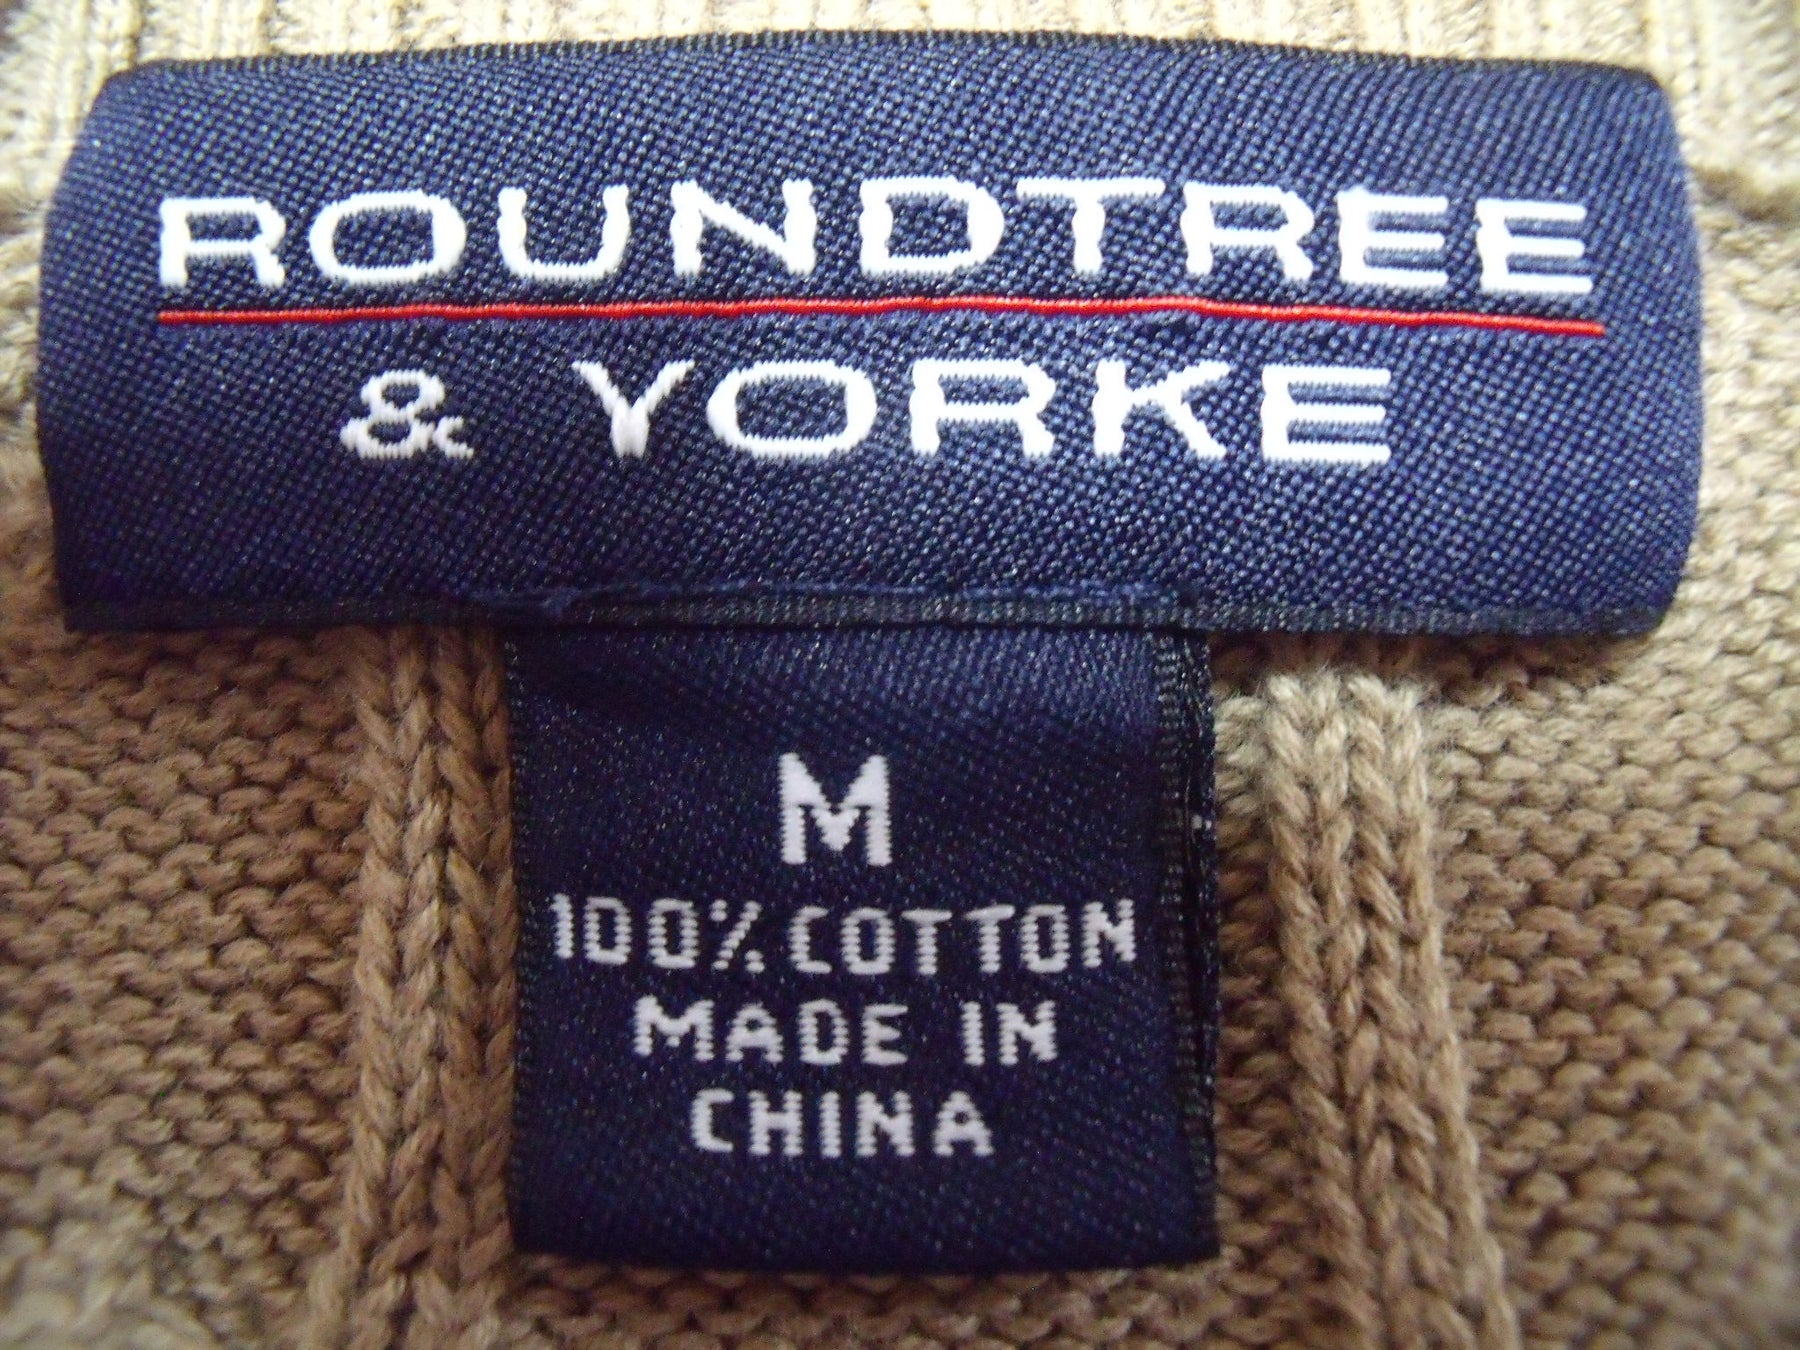 ROUNDTREE
& YORKE
M
100% COTTON
MADE IN
CHINA